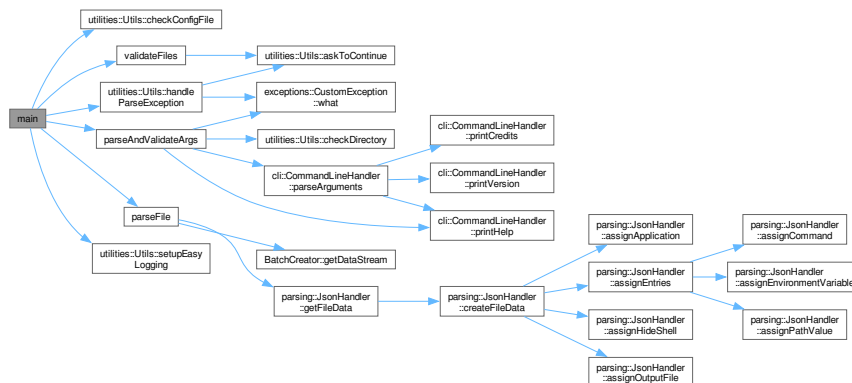 utilities::Utils::checkConfigFile
validateFiles
utilities::Utils::askToContinue
utilities::Utils::handle
ParseException
exceptions::CustomException
::what
main
parseAndValidateArgs
utilities::Utils::checkDirectory
cli::CommandLineHandler
::printCredits
cli::CommandLineHandler
::parseArguments
cli::CommandLineHandler
::printVersion
cli::CommandLineHandler
::printHelp
parseFile
utilities::Utils::setupEasy
Logging
BatchCreator::getDataStream
parsing::JsonHandler
::getFileData
parsing::JsonHandler
::createFileData
parsing::JsonHandler
::assignApplication
parsing::JsonHandler
::assignEntries
parsing::JsonHandler
::assignHideShell
parsing::JsonHandler
::assignOutputFile
parsing::JsonHandler
::assignCommand
parsing::JsonHandler
::assignEnvironmentVariable
parsing::JsonHandler
::assignPathValue